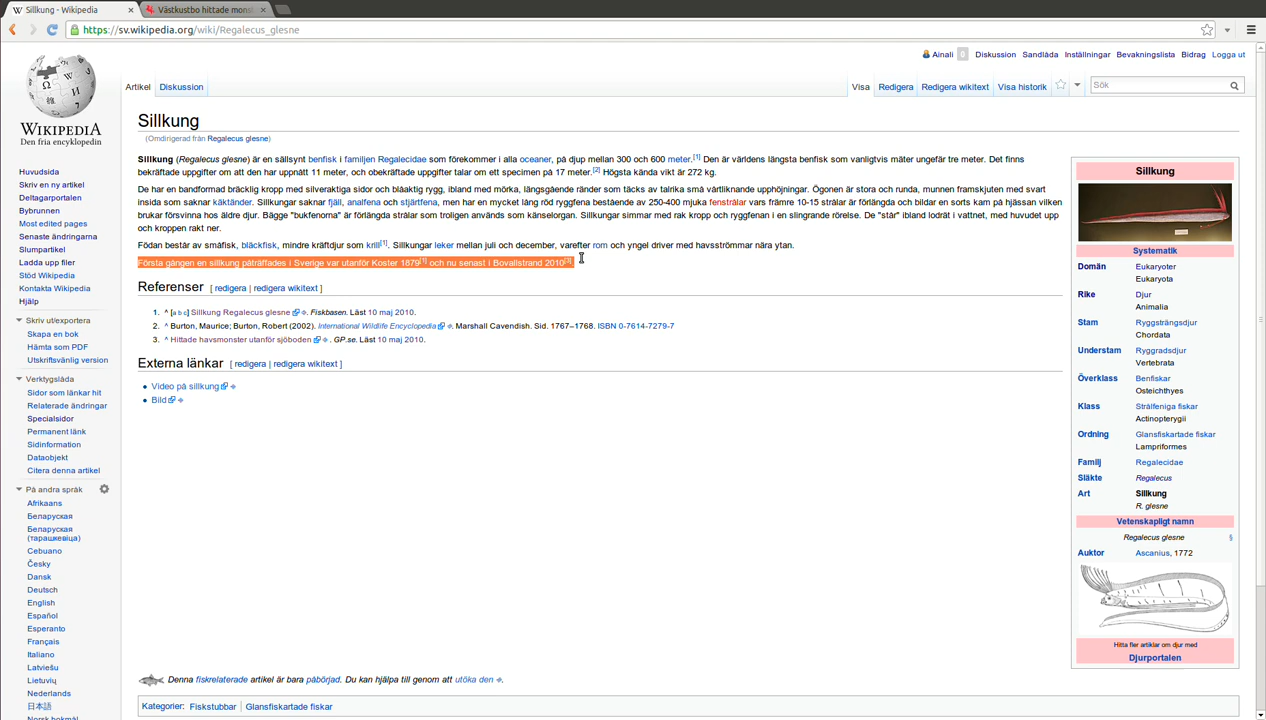 Sillkung - Wikipedia
Västkustbo hittade mons
https://sv.wikipedia.org/wiki/Regalecus_glesne
Ainali 0 Diskussion Sandlåda Inställningar Bevakningslista Bidrag Logga ut
Artikel Diskussion Visa Redigera Redigera wikitext Visa historik Sök
WIKIPEDIA
Den fria encyklopedin
Huvudsida
Skriv en ny artikel
Deltagarportalen
Bybrunnen
Most edited pages
Senaste ändringarna
Slumpartikel
Ladda upp filer
Stöd Wikipedia
Kontakta Wikipedia
Hjälp
Skriv ut/exportera
Skapa en bok
Hämta som PDF
Utskriftsvänlig version
Verktygslåda
Sidor som länkar hit
Relaterade ändringar
Specialsidor
Permanent länk
Sidinformation
Dataobjekt
Citera denna artikel
På andra språk
Afrikaans
Беларуская
Беларуская
(тарашкевіца)
Cebuano
Česky
Dansk
Deutsch
English
Español
Esperanto
Français
Italiano
Latviešu
Lietuvių
Nederlands
日本語
Norsk bokmål
Sillkung
(Omdirigerad från Regalecus glesne)
Sillkung (Regalecus glesne) är en sällsynt benfisk i familjen Regalecidae som förekommer i alla oceaner, på djup mellan 300 och 600 meter.[1] Den är världens längsta benfisk som vanligtvis mäter ungefär tre meter. Det finns
bekräftade uppgifter om att den har uppnått 11 meter, och obekräftade uppgifter talar om ett specimen på 17 meter.[2] Högsta kända vikt är 272 kg.
De har en bandformad bräcklig kropp med silveraktiga sidor och blåaktig rygg, ibland med mörka, längsgående ränder som täcks av talrika små vårtliknande upphöjningar. Ögonen är stora och runda, munnen framskjuten med svart
insida som saknar käktänder. Sillkungar saknar fjäll, analfena och stjärtfena, men har en mycket lång röd ryggfena bestående av 250-400 mjuka fenstrålar vars främre 10-15 strålar är förlängda och bildar en sorts kam på hjässan vilken
brukar försvinna hos äldre djur. Bägge "bukfenorna" är förlängda strålar som troligen används som känselorgan. Sillkungar simmar med rak kropp och ryggfenan i en slingrande rörelse. De "står" ibland lodrätt i vattnet, med huvudet upp
och kroppen rakt ner.
Födan består av småfisk, bläckfisk, mindre kräftdjur som krill[1]. Sillkungar leker mellan juli och december, varefter rom och yngel driver med havsströmmar nära ytan.
Första gången en sillkung påträffades i Sverige var utanför Koster 1879[1] och nu senast i Bovallstrand 2010[3].
Referenser [ redigera | redigera wikitext ]
1. ^ [a b c] Sillkung Regalecus glesne . Fiskbasen. Läst 10 maj 2010.
2. ^ Burton, Maurice; Burton, Robert (2002). International Wildlife Encyclopedia . Marshall Cavendish. Sid. 1767–1768. ISBN 0-7614-7279-7
3. ^ Hittade havsmonster utanför sjöboden . GP.se. Läst 10 maj 2010.
Externa länkar [ redigera | redigera wikitext ]
Video på sillkung
Bild
Denna fiskrelaterade artikel är bara påbörjad. Du kan hjälpa till genom att utöka den .
Kategorier: Fiskstubbar | Glansfiskartade fiskar
Sillkung
Systematik
Domän Eukaryoter
Eukaryota
Rike Djur
Animalia
Stam Ryggsträngsdjur
Chordata
Understam Ryggradsdjur
Vertebrata
Överklass Benfiskar
Osteichthyes
Klass Strålfeniga fiskar
Actinopterygii
Ordning Glansfiskartade fiskar
Lampriformes
Familj Regalecidae
Släkte Regalecus
Art Sillkung
R. glesne
Vetenskapligt namn
Regalecus glesne §
Auktor Ascanius, 1772
Hitta fler artiklar om djur med
Djurportalen